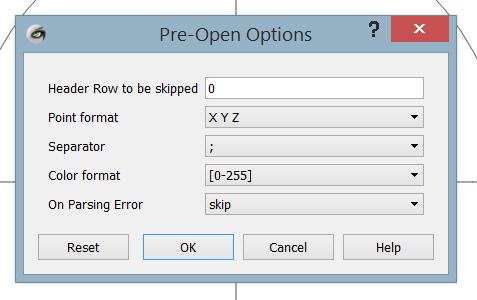 Pre-Open Options ?
Header Row to be skipped 0
Point format X Y Z
Separator ;
Color format [0-255]
On Parsing Error skip
Reset OK Cancel Help